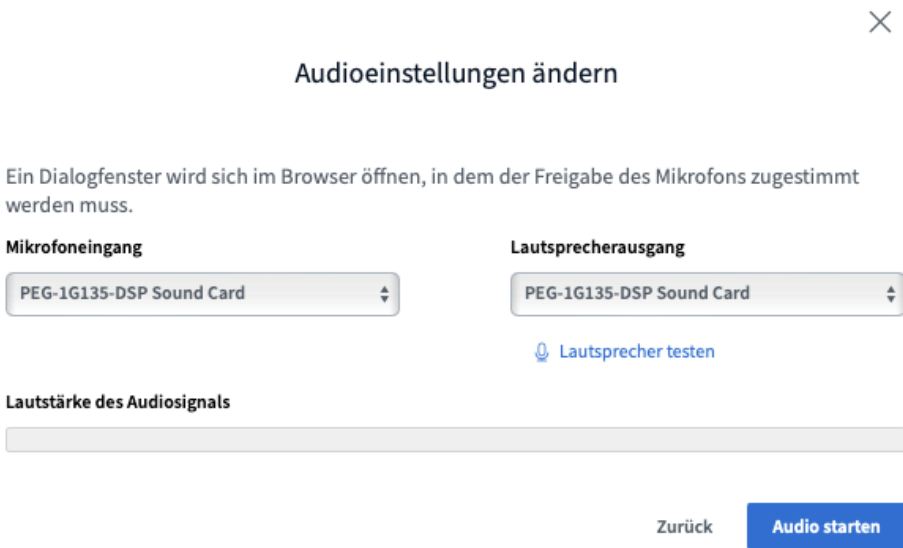 Audioeinstellungen ändern
Ein Dialogfenster wird sich im Browser öffnen, in dem der Freigabe des Mikrofons zugestimmt
werden muss.
Mikrofoneingang
Lautsprecherausgang
PEG-1G135-DSP Sound Card
PEG-1G135-DSP Sound Card
Lautsprecher testen
Lautstärke des Audiosignals
Zurück
Audio starten